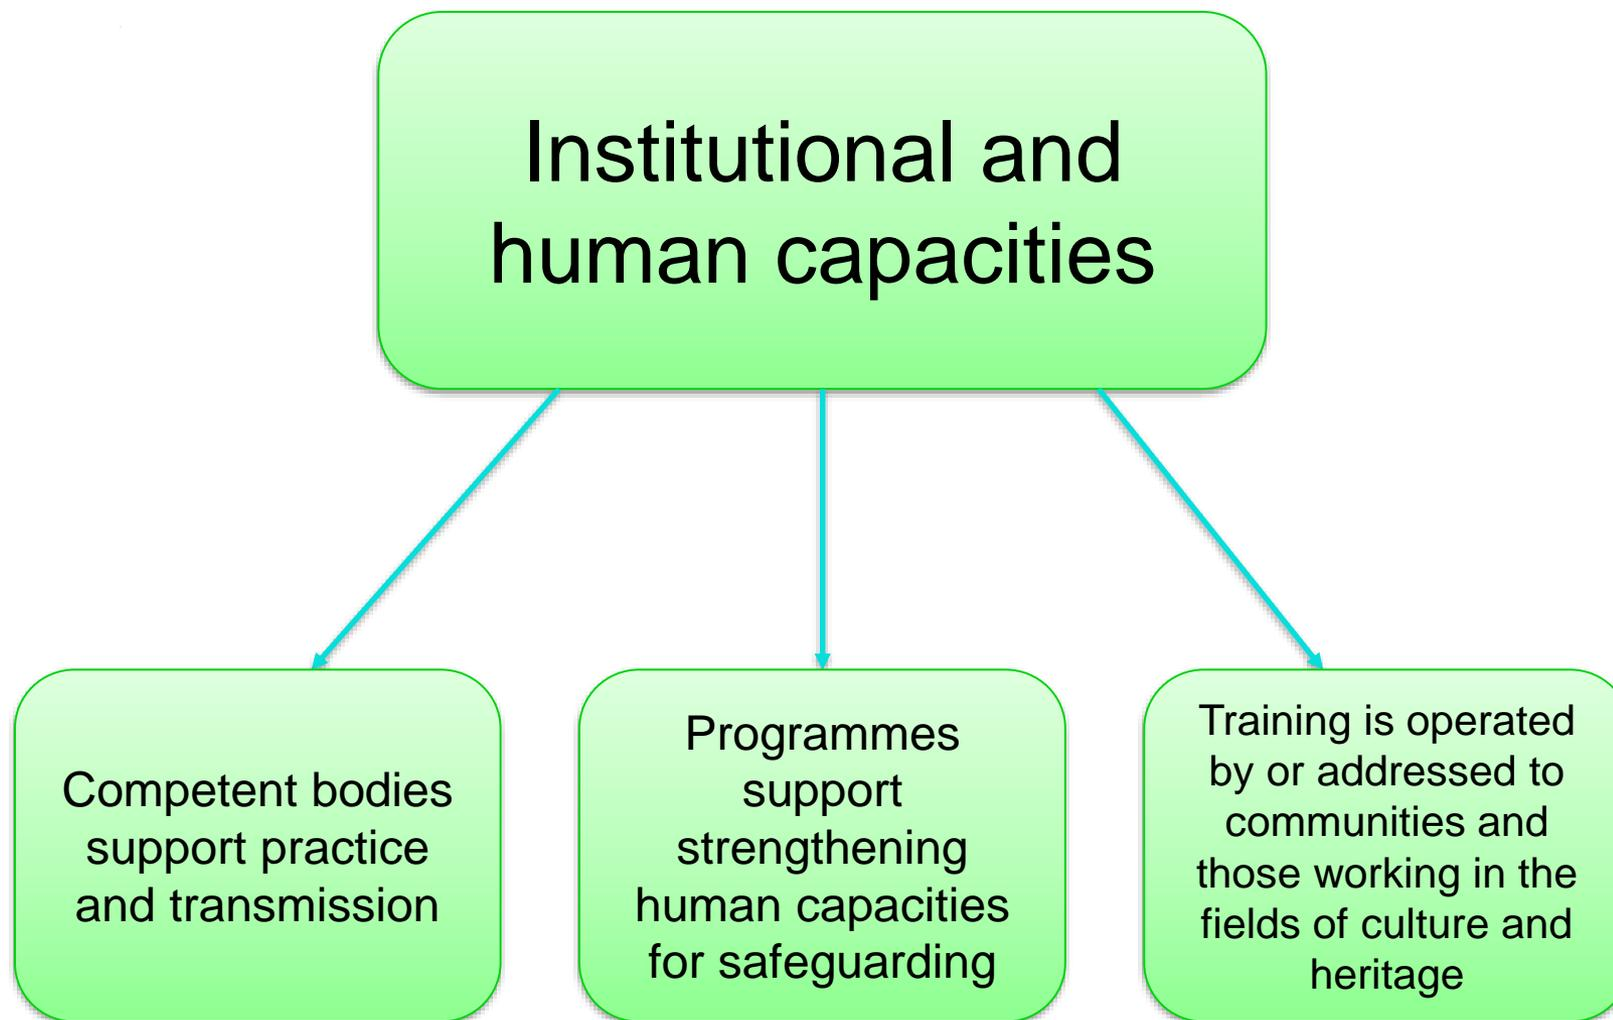 Institutional and
human capacities
Competent bodies
support practice
and transmission
Programmes
support
strengthening
human capacities
for safeguarding
Training is operated
by or addressed to
communities and
those working in the
fields of culture and
heritage